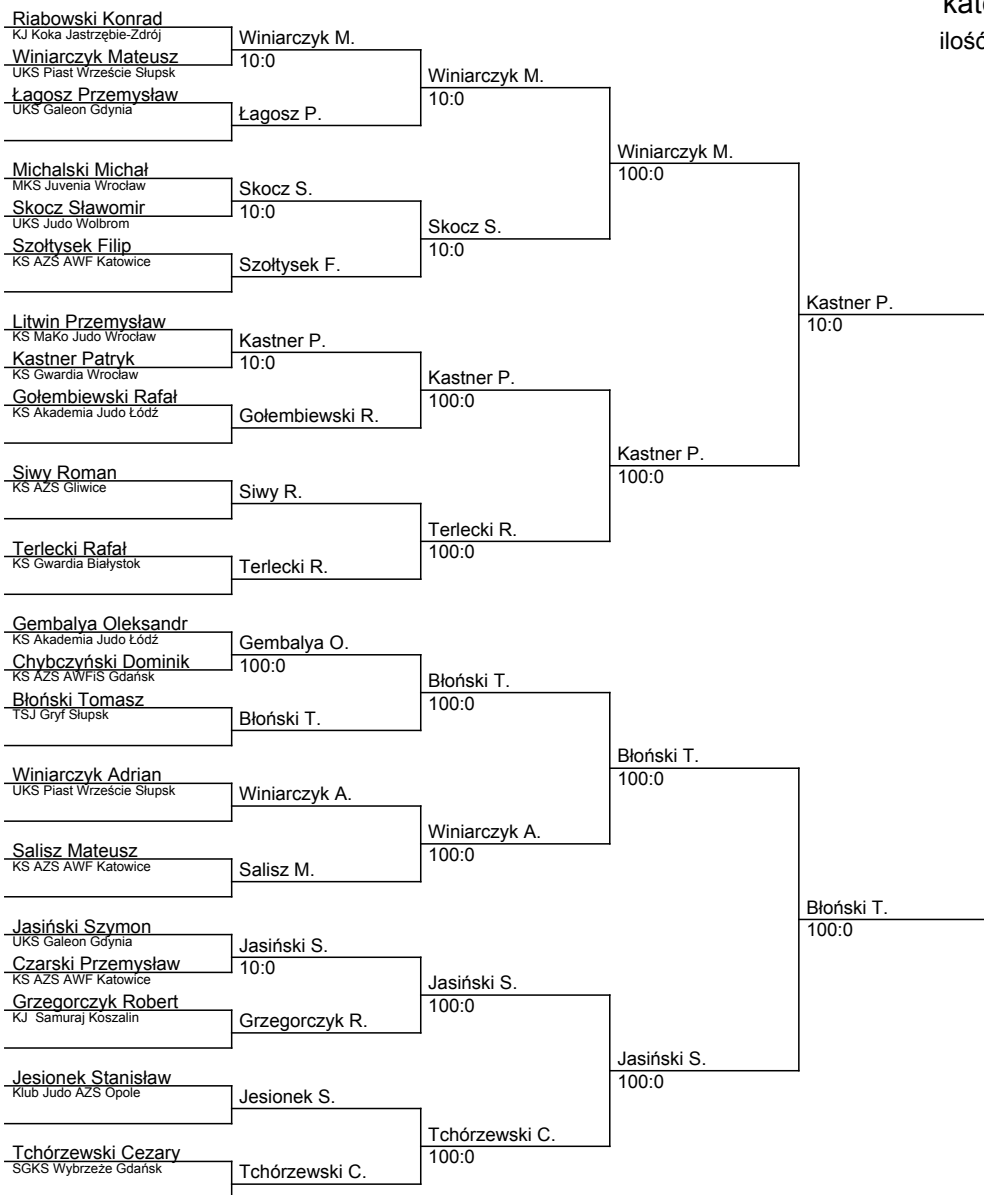 Riabowski Konrad
KJ Koka Jastrzębie-Zdrój
Winiarczyk Mateusz
UKS Piast Wrzeście Słupsk
Łagosz Przemysław
UKS Galeon Gdynia
Michalski Michał
MKS Juvenia Wrocław
Skocz Sławomir
UKS Judo Wolbrom
Szołtysek Filip
KS AZS AWF Katowice
Litwin Przemysław
KS MaKo Judo Wrocław
Kastner Patryk
KS Gwardia Wrocław
Gołembiewski Rafał
KS Akademia Judo Łódź
Siwy Roman
KS AZS Gliwice
Terlecki Rafał
KS Gwardia Białystok
Gembalya Oleksandr
KS Akademia Judo Łódź
Chybczyński Dominik
KS AZS AWFiS Gdańsk
Błoński Tomasz
TSJ Gryf Słupsk
Winiarczyk Adrian
UKS Piast Wrzeście Słupsk
Salisz Mateusz
KS AZS AWF Katowice
Jasiński Szymon
UKS Galeon Gdynia
Czarski Przemysław
KS AZS AWF Katowice
Grzegorczyk Robert
KJ Samuraj Koszalin
Jesionek Stanisław
Klub Judo AZS Opole
Tchórzewski Cezary
SGKS Wybrzeże Gdańsk
Winiarczyk M.
10:0
Łagosz P.
Skocz S.
10:0
Szołtysek F.
Kastner P.
10:0
Gołembiewski R.
Siwy R.
Terlecki R.
Gembalya O.
100:0
Błoński T.
Winiarczyk A.
Salisz M.
Jasiński S.
10:0
Grzegorczyk R.
Jesionek S.
Tchórzewski C.
Winiarczyk M.
10:0
Skocz S.
10:0
Kastner P.
100:0
Terlecki R.
100:0
Błoński T.
100:0
Winiarczyk A.
100:0
Jasiński S.
100:0
Tchórzewski C.
100:0
Winiarczyk M.
100:0
Kastner P.
100:0
Błoński T.
100:0
Jasiński S.
100:0
Kastner P.
10:0
Błoński T.
100:0
ilość